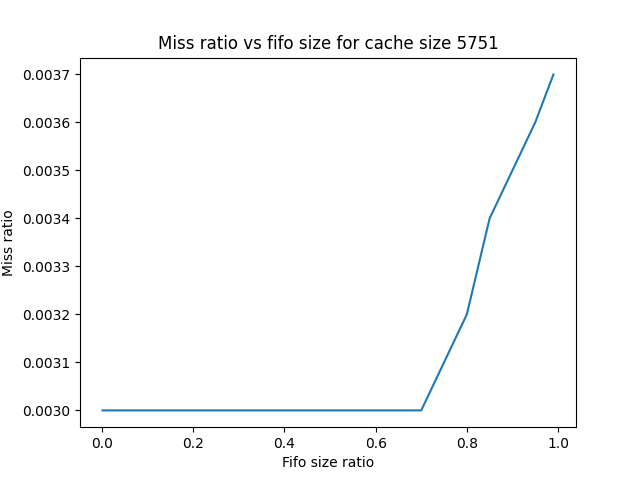 Miss ratio vs fifo size for cache size 5751
0.0037
0.0036
0.0035
0.0034
0.0033
0.0032
0.0031
0.0030
Miss ratio
0.0 0.2 0.4 0.6 0.8 1.0
Fifo size ratio